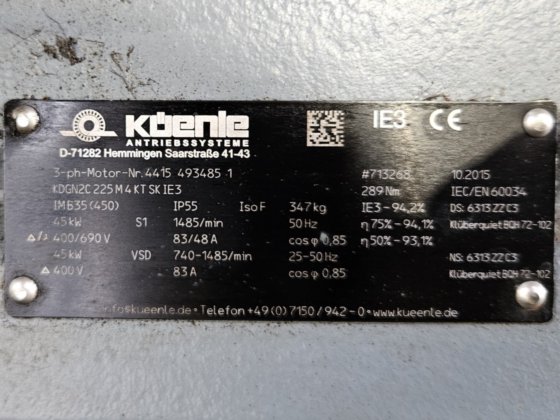 Küenle IE3 CE
ANTRIEBSSYSTEME
D-71282 Hemmingen Saarstraße 41-43
3-ph-Motor-Nr.4415 493485 1 #713268 10.2015
KDGN2C 225 M 4 KT SK IE3 289 Nm IEC/EN 60034
IM B35(450) IP55 Iso F 347 kg IE3 - 94,2% DS: 6313 ZZ C3
45 kW S1 1485/min 50 Hz η 75% - 94,1% Klüberquiet BQH 72-102
△/⅄ 400/690 V 83/48 A cos φ 0,85 η 50% - 93,1%
45 kW VSD 740-1485/min 25-50 Hz NS: 6313 ZZ C3
△ 400 V 83 A cos φ 0,85 Klüberquiet BQH 72-102
info@kueenle.de • Telefon +49 (0) 7150 / 942 - 0 • www.kueenle.de